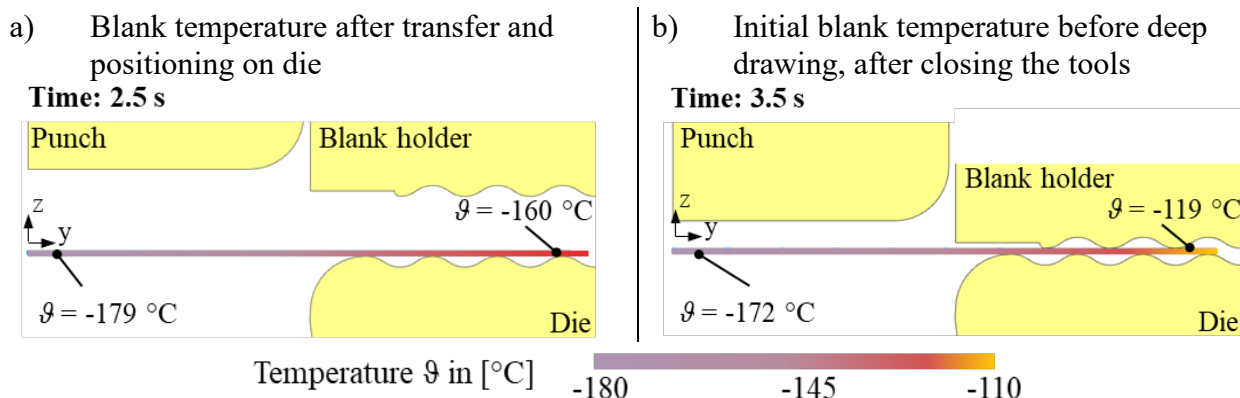 a) Blank temperature after transfer and
positioning on die
Time: 2.5 s
Punch
Blank holder
z
y
ϑ = -160 °C
ϑ = -179 °C
Die
b) Initial blank temperature before deep
drawing, after closing the tools
Time: 3.5 s
Punch
Blank holder
z
y
ϑ = -119 °C
ϑ = -172 °C
Die
Temperature ϑ in [°C]
-180 -145 -110